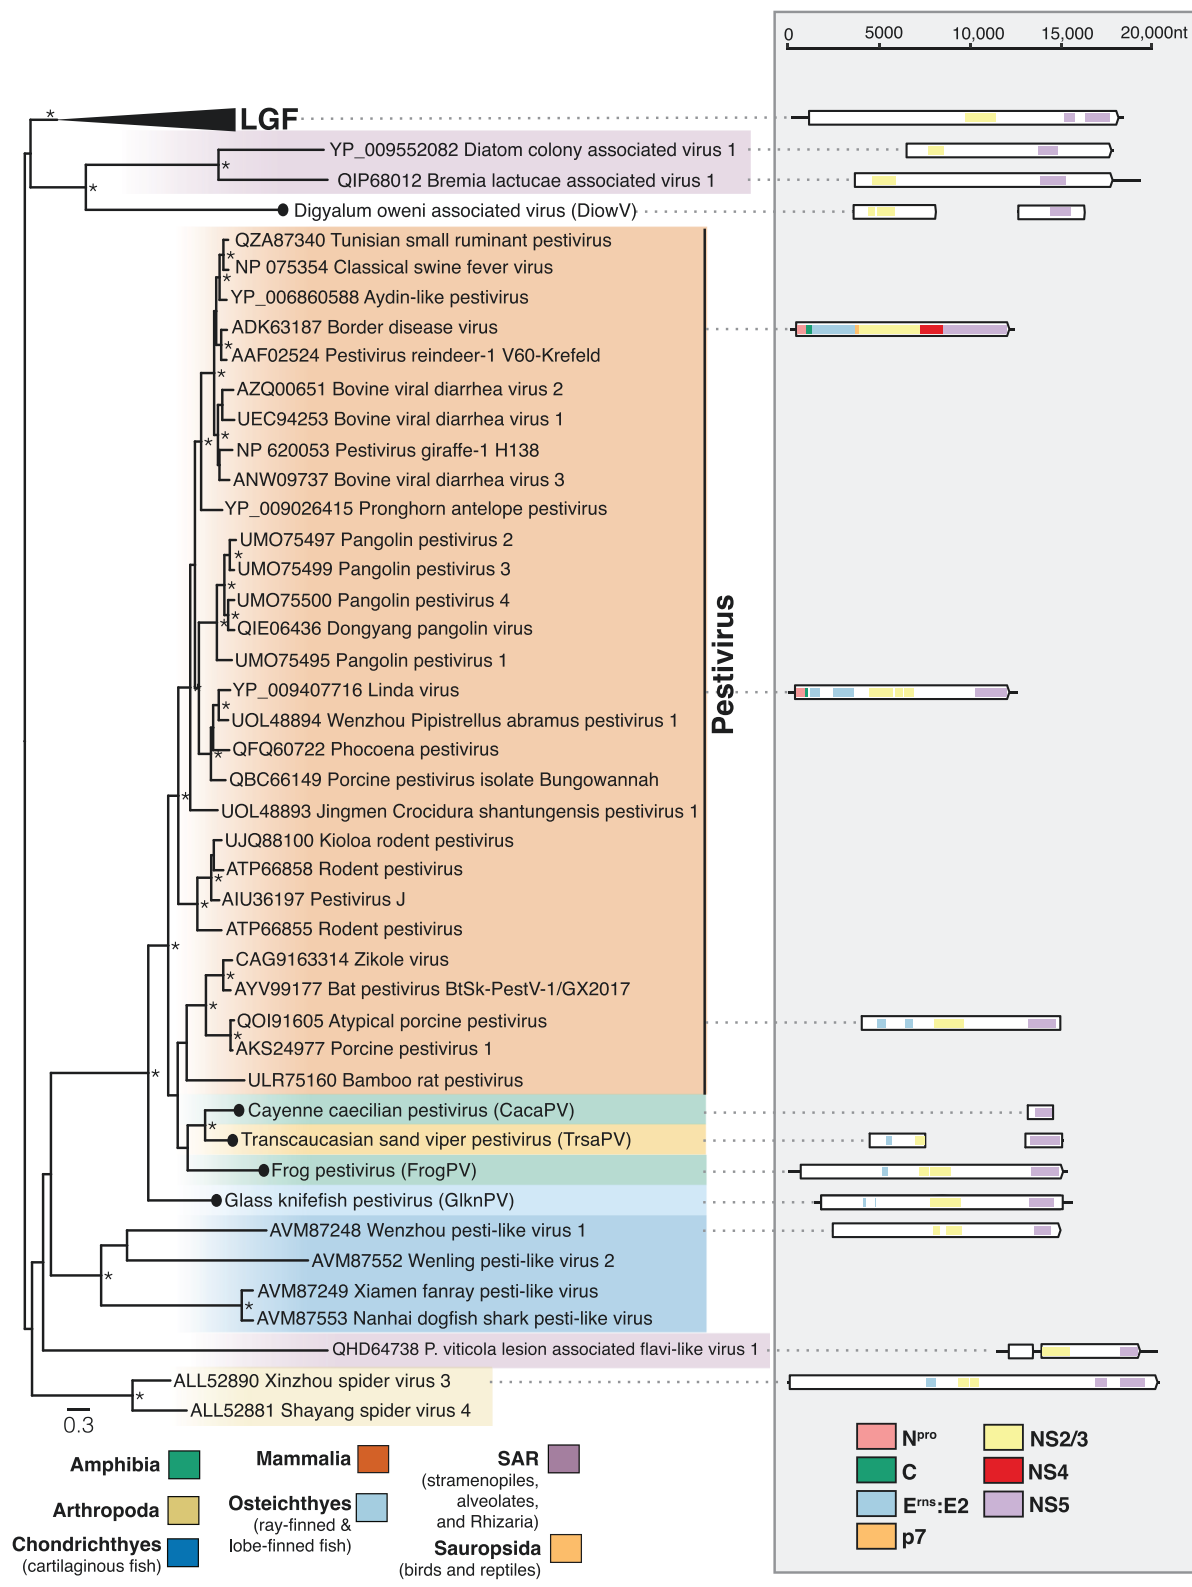 0 5000 10,000 15,000 20,000nt
* LGF
YP_009552082 Diatom colony associated virus 1
*
QIP68012 Bremia lactucae associated virus 1
*
Digyalum oweni associated virus (DiowV)
QZA87340 Tunisian small ruminant pestivirus
*
NP 075354 Classical swine fever virus
*
YP_006860588 Aydin-like pestivirus
ADK63187 Border disease virus
*
AAF02524 Pestivirus reindeer-1 V60-Krefeld
*
AZQ00651 Bovine viral diarrhea virus 2
UEC94253 Bovine viral diarrhea virus 1
* *
NP 620053 Pestivirus giraffe-1 H138
ANW09737 Bovine viral diarrhea virus 3
YP_009026415 Pronghorn antelope pestivirus
UMO75497 Pangolin pestivirus 2
*
UMO75499 Pangolin pestivirus 3
*
UMO75500 Pangolin pestivirus 4
* *
QIE06436 Dongyang pangolin virus
UMO75495 Pangolin pestivirus 1
Pestivirus
*
YP_009407716 Linda virus
*
UOL48894 Wenzhou Pipistrellus abramus pestivirus 1
QFQ60722 Phocoena pestivirus
*
QBC66149 Porcine pestivirus isolate Bungowannah
*
UOL48893 Jingmen Crocidura shantungensis pestivirus 1
UJQ88100 Kioloa rodent pestivirus
ATP66858 Rodent pestivirus
*
AIU36197 Pestivirus J
*
ATP66855 Rodent pestivirus
*
CAG9163314 Zikole virus
*
AYV99177 Bat pestivirus BtSk-PestV-1/GX2017
*
QOI91605 Atypical porcine pestivirus
*
AKS24977 Porcine pestivirus 1
*
ULR75160 Bamboo rat pestivirus
Cayenne caecilian pestivirus (CacaPV)
*
Transcaucasian sand viper pestivirus (TrsaPV)
Frog pestivirus (FrogPV)
Glass knifefish pestivirus (GlknPV)
AVM87248 Wenzhou pesti-like virus 1
AVM87552 Wenling pesti-like virus 2
*
AVM87249 Xiamen fanray pesti-like virus
*
AVM87553 Nanhai dogfish shark pesti-like virus
QHD64738 P. viticola lesion associated flavi-like virus 1
ALL52890 Xinzhou spider virus 3
*
ALL52881 Shayang spider virus 4
0.3
Amphibia
Arthropoda
Chondrichthyes
(cartilaginous fish)
Mammalia
Osteichthyes
(ray-finned &
lobe-finned fish)
SAR
(stramenopiles,
alveolates,
and Rhizaria)
Sauropsida
(birds and reptiles)
Npro
C
Erns:E2
p7
NS2/3
NS4
NS5